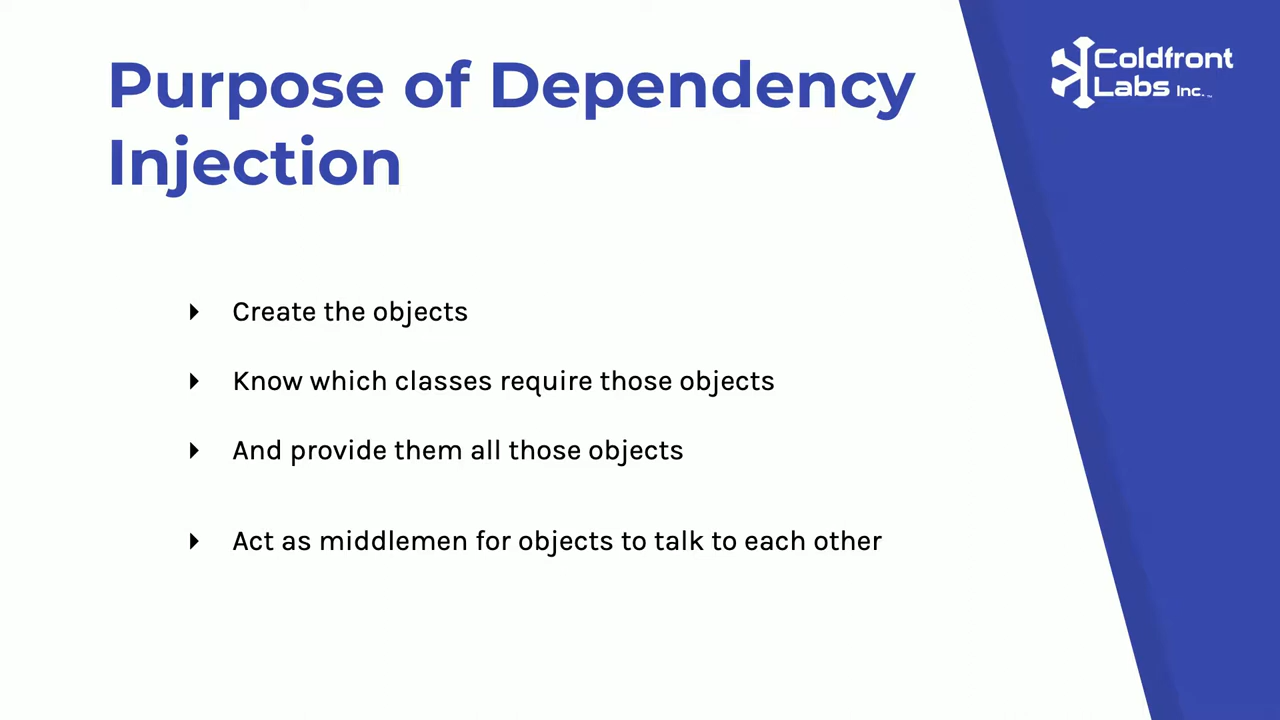 Purpose of Dependency
Injection
Coldfront
Labs Inc.™
Create the objects
Know which classes require those objects
And provide them all those objects
Act as middlemen for objects to talk to each other